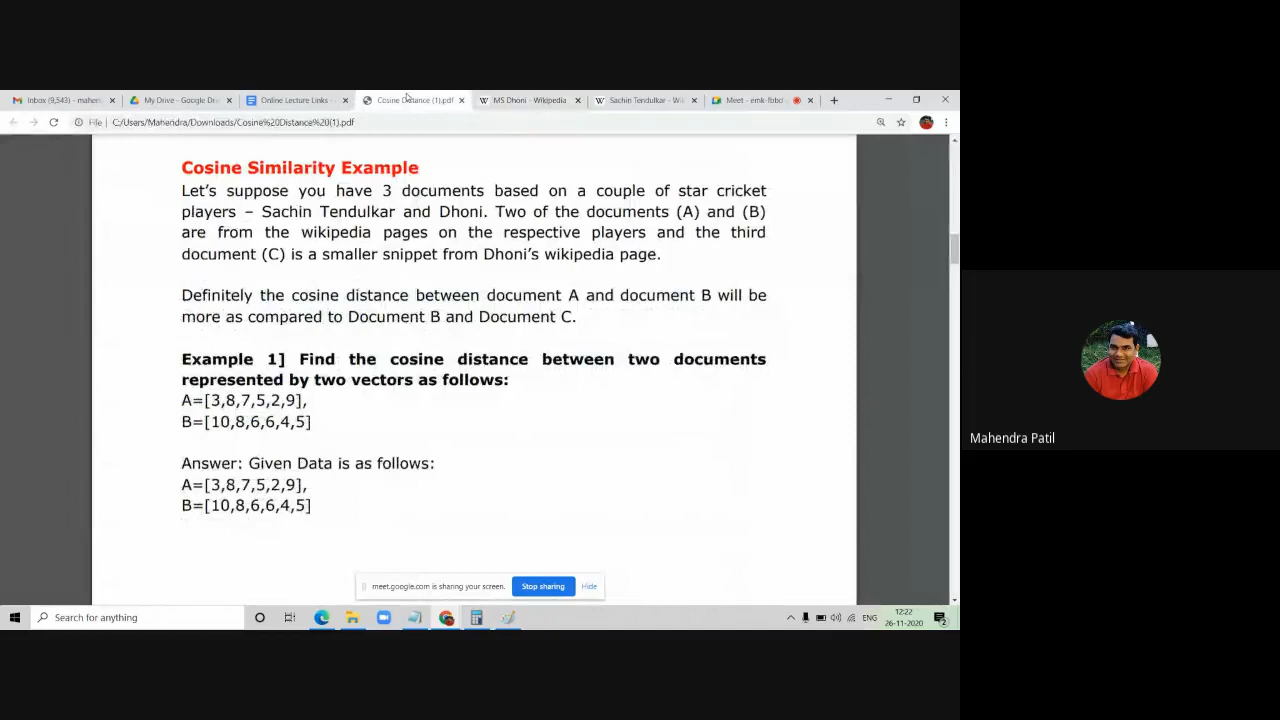 Inbox (9,543) - mahen
My Drive - Google Dri
Online Lecture Links -
Cosine Distance (1).pdf
MS Dhoni - Wikipedia
Sachin Tendulkar - Wi
Meet - emk-fbbd
File C:/Users/Mahendra/Downloads/Cosine%20Distance%20(1).pdf
Cosine Similarity Example
Let's suppose you have 3 documents based on a couple of star cricket
players – Sachin Tendulkar and Dhoni. Two of the documents (A) and (B)
are from the wikipedia pages on the respective players and the third
document (C) is a smaller snippet from Dhoni's wikipedia page.
Definitely the cosine distance between document A and document B will be
more as compared to Document B and Document C.
Example 1] Find the cosine distance between two documents
represented by two vectors as follows:
A=[3,8,7,5,2,9],
B=[10,8,6,6,4,5]
Answer: Given Data is as follows:
A=[3,8,7,5,2,9],
B=[10,8,6,6,4,5]
meet.google.com is sharing your screen.
Stop sharing
Hide
Mahendra Patil
Search for anything
ENG
12:22
26-11-2020
2